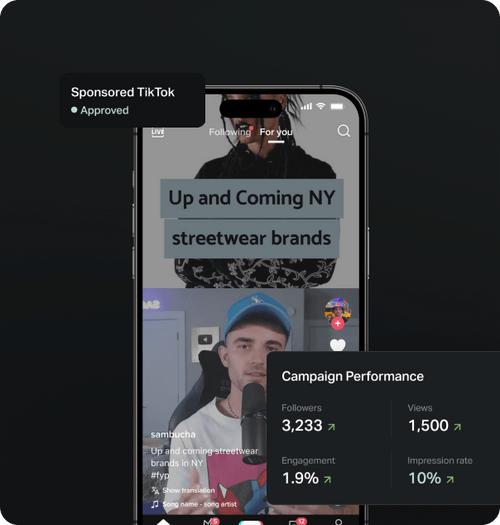 Sponsored TikTok
Approved
LIVE
Following
For you
Up and Coming NY
streetwear brands
sambucha
Up and coming streetwear
brands in NY
#fyp
Show translation
Song name - song artist
Campaign Performance
Followers
3,233
Views
1,500
Engagement
1.9%
Impression rate
10%
5
12